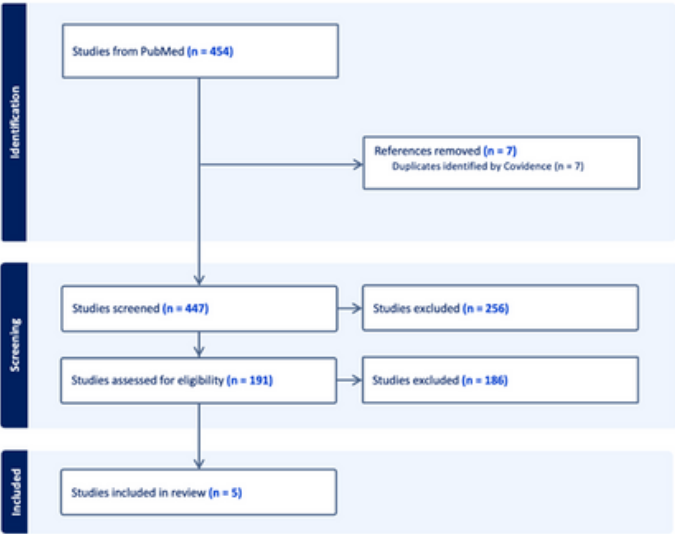 Identification
Studies from PubMed (n = 454)
References removed (n = 7)
Duplicates identified by Covidence (n = 7)
Screening
Studies screened (n = 447)
Studies excluded (n = 256)
Studies assessed for eligibility (n = 191)
Studies excluded (n = 186)
Included
Studies included in review (n = 5)